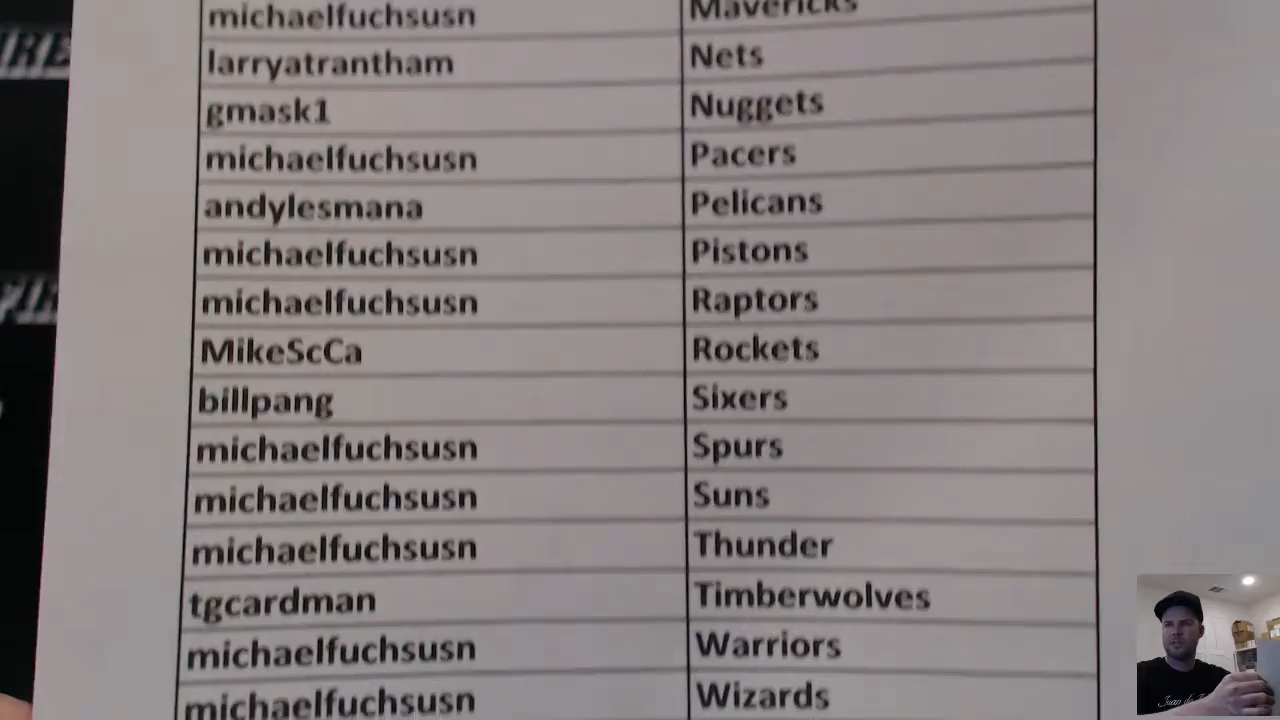 michaelfuchsusn Mavericks
larryatrantham Nets
gmask1 Nuggets
michaelfuchsusn Pacers
andylesmana Pelicans
michaelfuchsusn Pistons
michaelfuchsusn Raptors
MikeScCa Rockets
billpang Sixers
michaelfuchsusn Spurs
michaelfuchsusn Suns
michaelfuchsusn Thunder
tgcardman Timberwolves
michaelfuchsusn Warriors
michaelfuchsusn Wizards